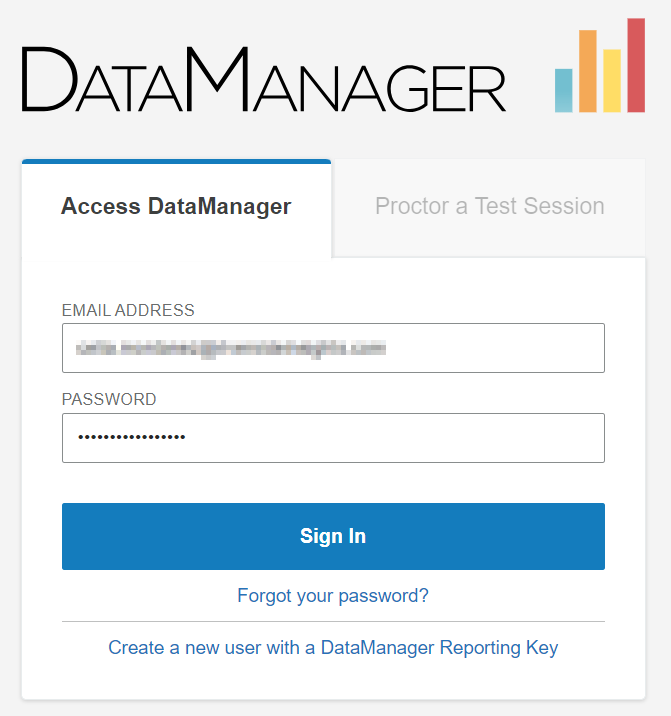 DATAMANAGER
Access DataManager
Proctor a Test Session
EMAIL ADDRESS
PASSWORD
•••••••••••••••••
Sign In
Forgot your password?
Create a new user with a DataManager Reporting Key